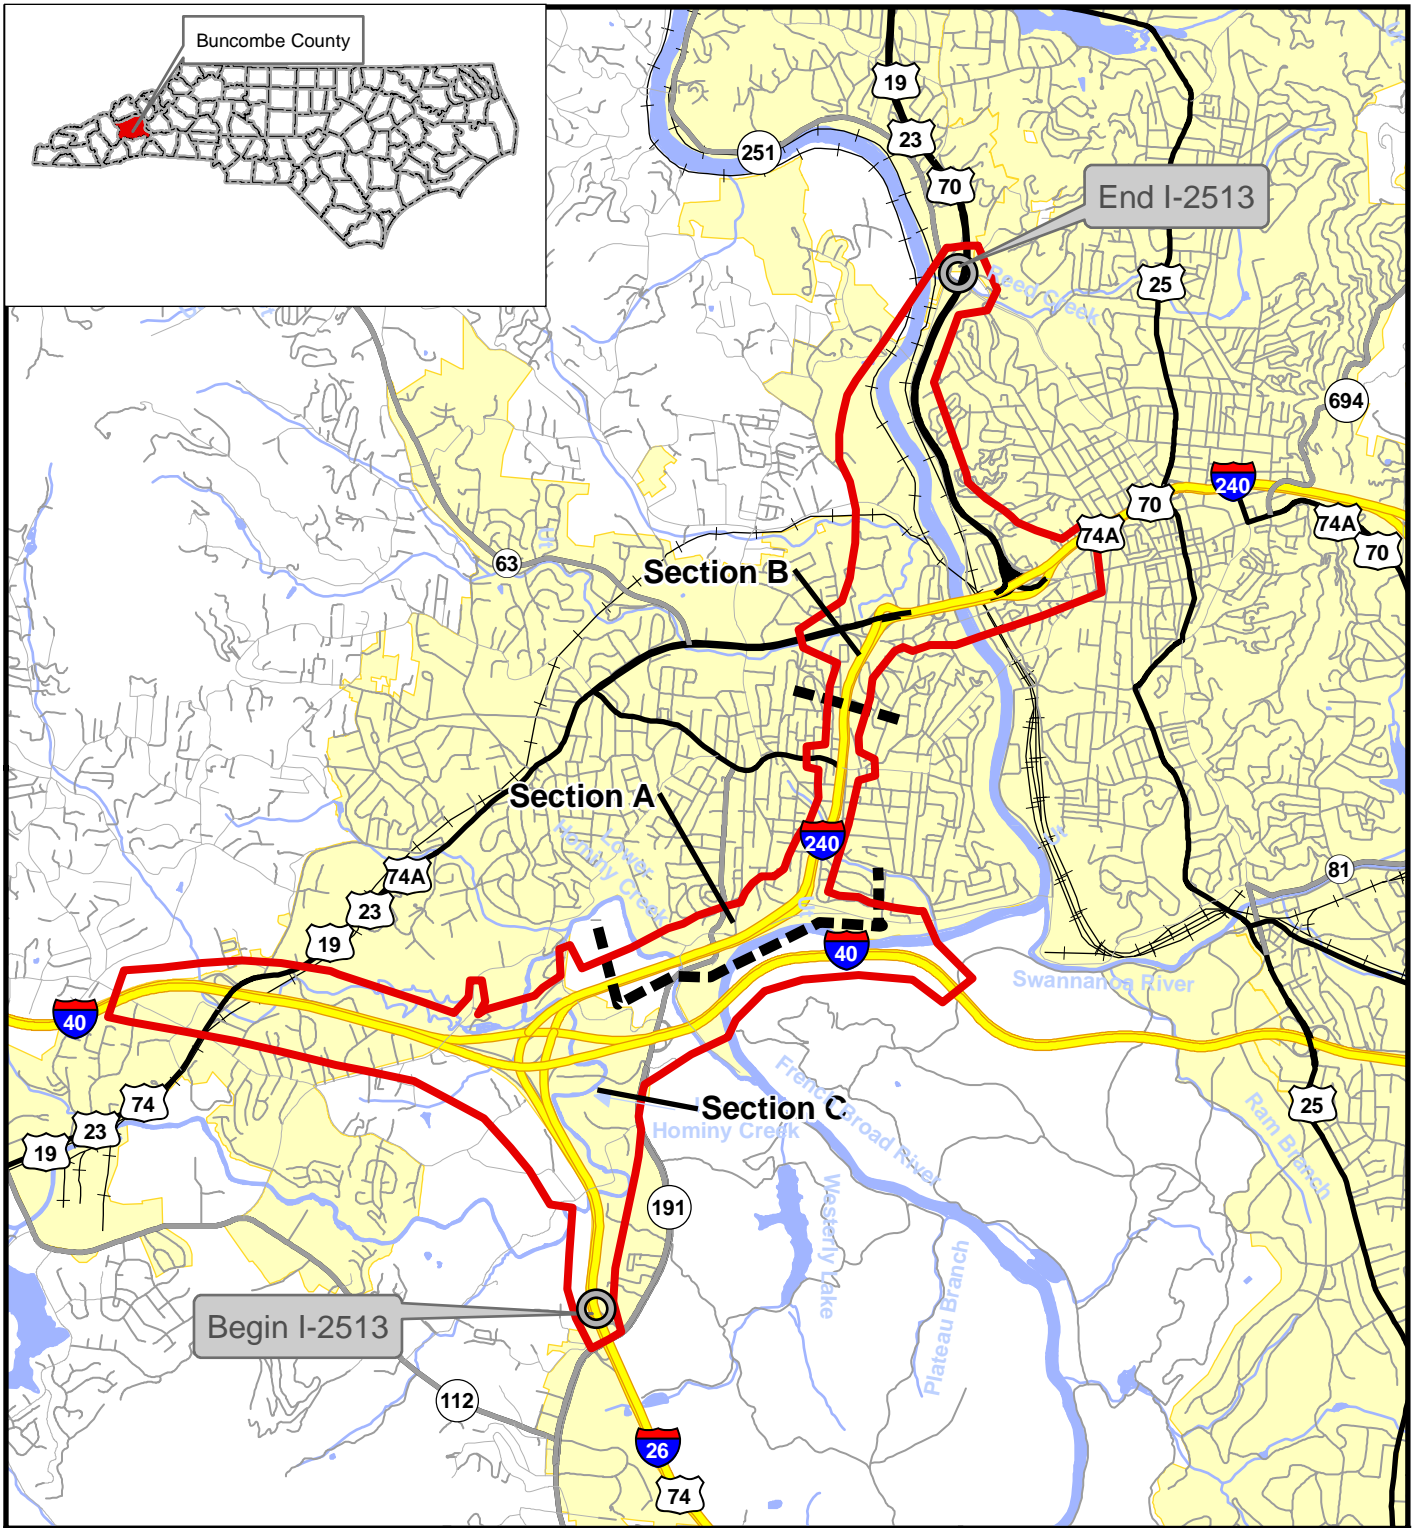 Buncombe County
19
23
251
70
End I-2513
Reed Creek
25
694
240
70
74A
74A
70
63
Section B
Section A
Lower
Hominy Creek
240
81
74A
23
19
40
40
Swannanoa River
French Broad River
74
23
19
Section C
Hominy Creek
25
Ram Branch
191
Westerly Lake
Plateau Branch
Begin I-2513
112
26
74